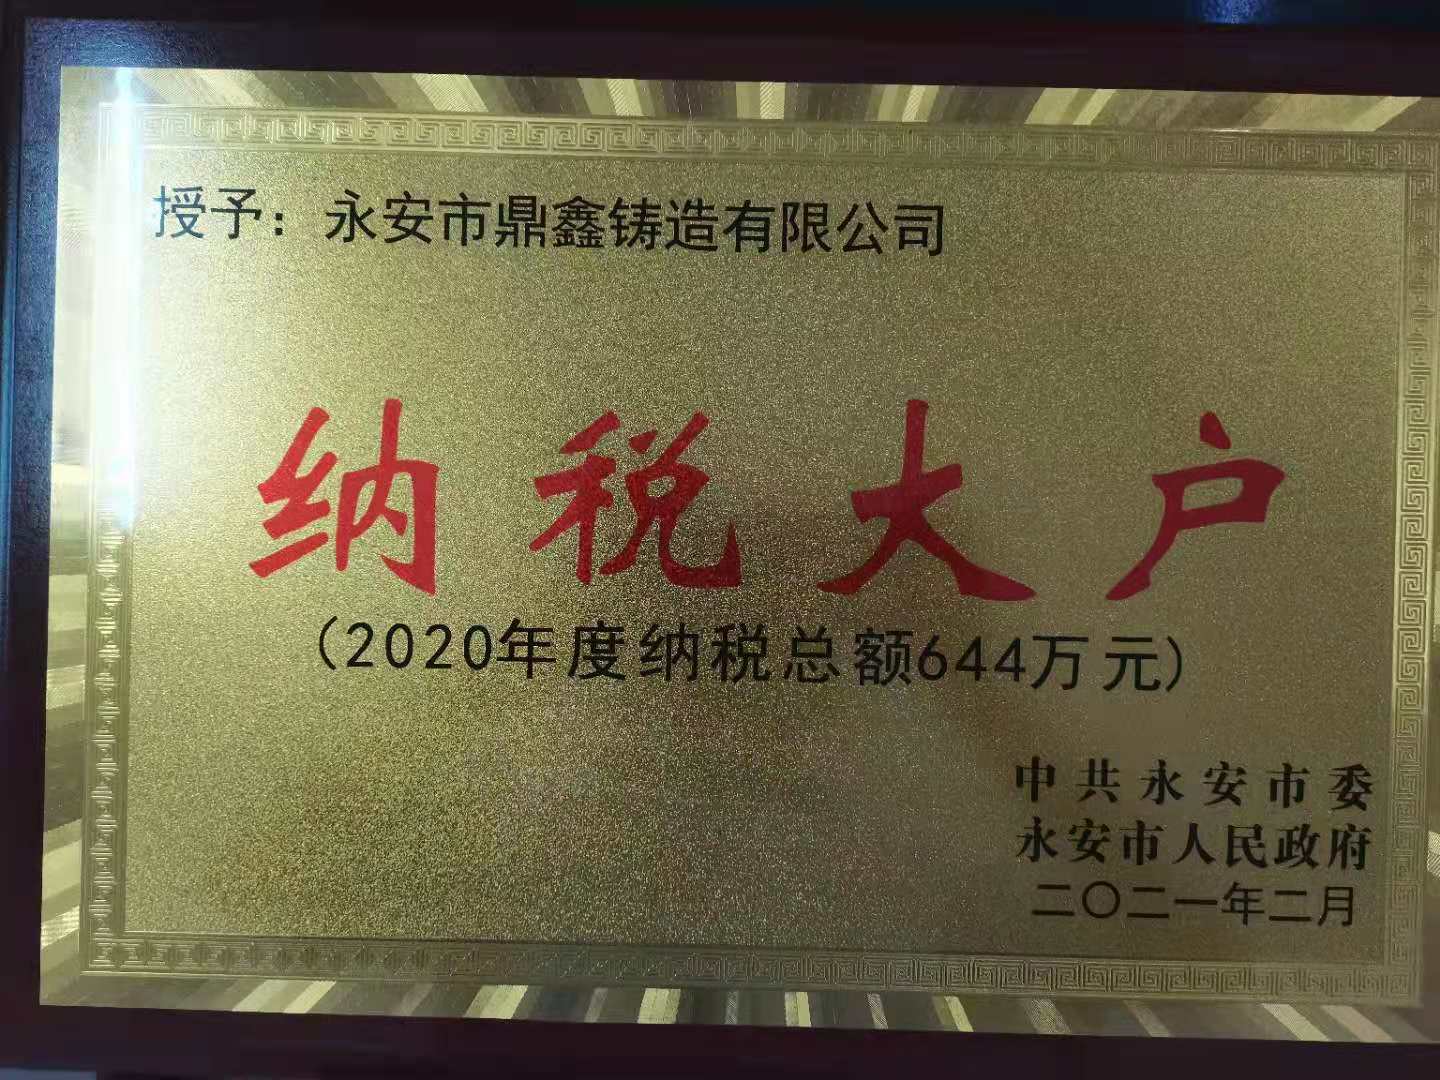 授予：永安市鼎鑫铸造有限公司
纳税大户
（2020年度纳税总额644万元）
中共永安市委
永安市人民政府
二〇二一年二月